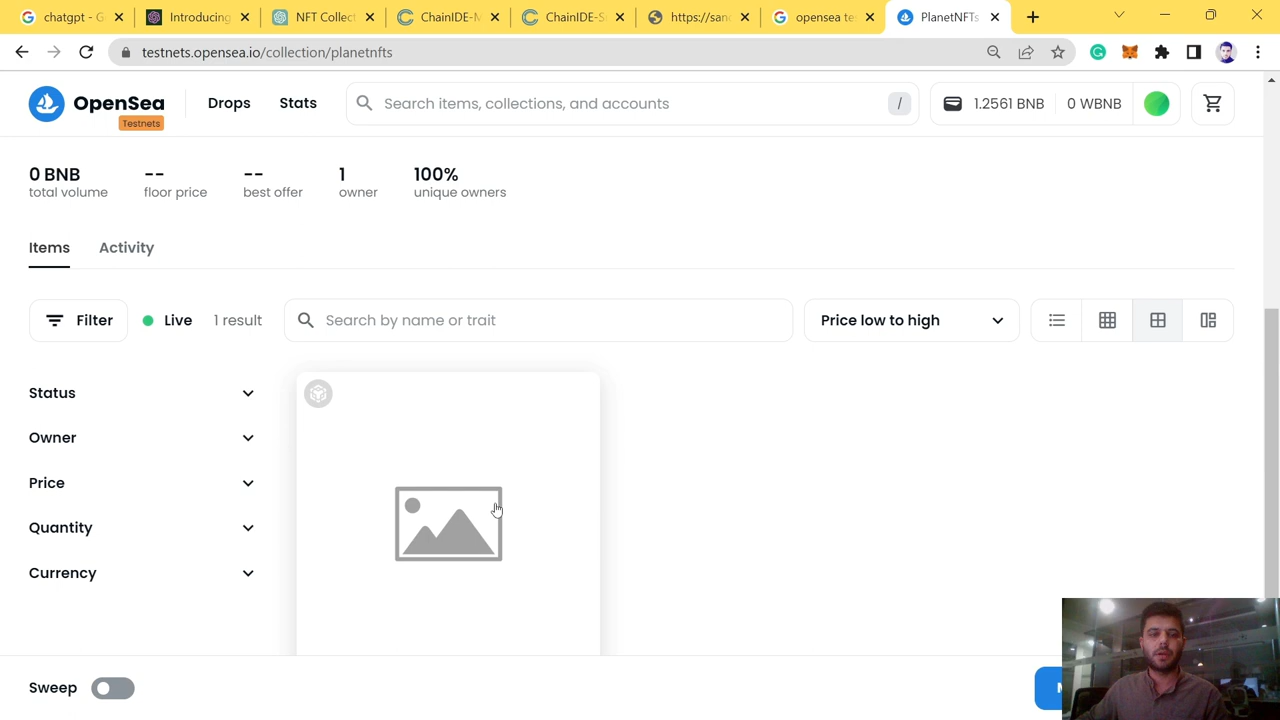 chatgpt - G
Introducing
NFT Collect
ChainIDE-M
ChainIDE-S
https://san
opensea te
PlanetNFTs
testnets.opensea.io/collection/planetnfts
OpenSea
Testnets
Drops
Stats
Search items, collections, and accounts
/
1.2561 BNB
0 WBNB
0 BNB
total volume
--
floor price
--
best offer
1
owner
100%
unique owners
Items
Activity
Filter
Live
1 result
Search by name or trait
Price low to high
Status
Owner
Price
Quantity
Currency
Sweep